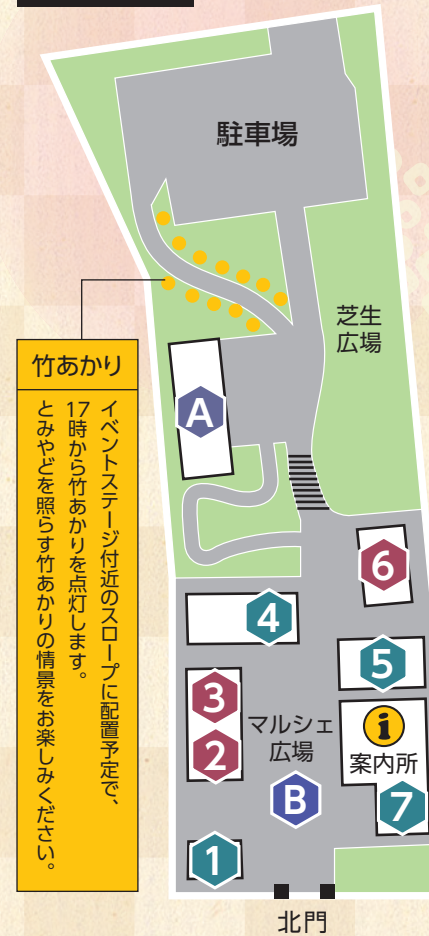 駐車場
芝生
広場
竹あかり
イベントステージ付近のスロープに配置予定で、
17時から竹あかりを点灯します。
とみやどを照らす竹あかりの情景をお楽しみください。
A
6
4
5
3
2
マルシェ
広場
B
i
案内所
7
1
北門